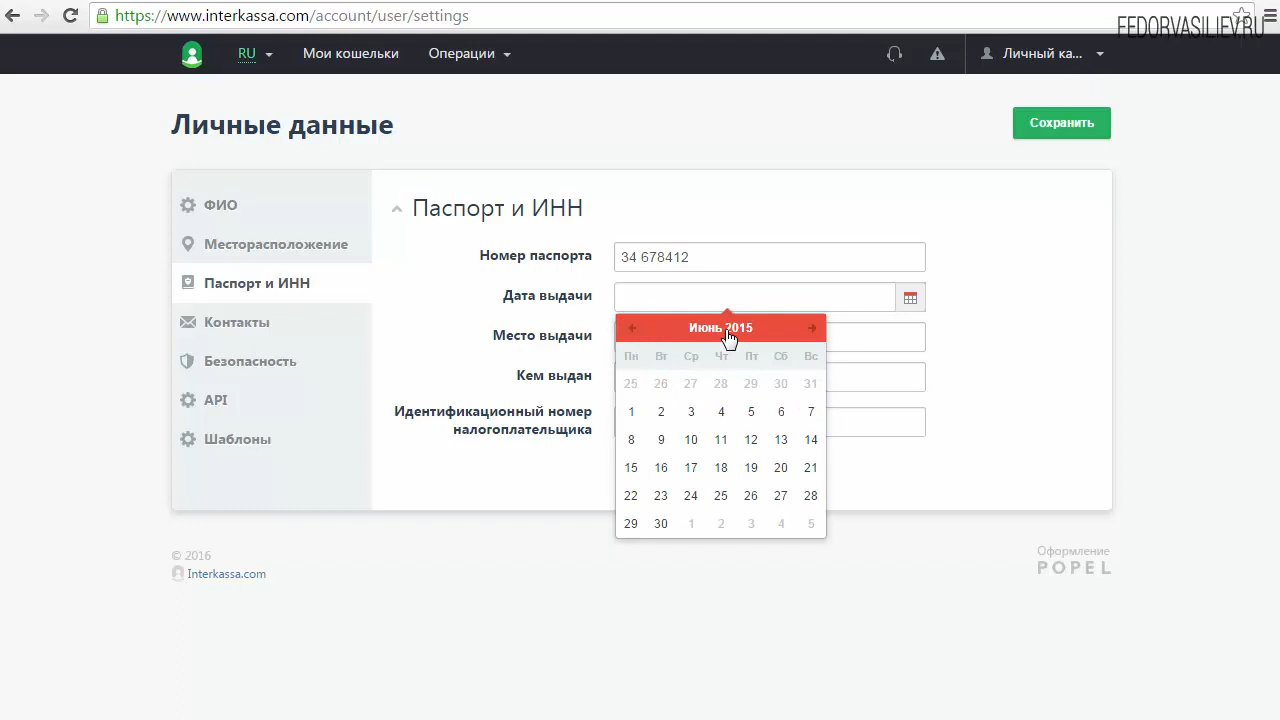 https://www.interkassa.com/account/user/settings
FEDORVASILIEV.RU
RU
Мои кошельки
Операции
Личный ка...
Личные данные
Сохранить
ФИО
Месторасположение
Паспорт и ИНН
Контакты
Безопасность
API
Шаблоны
Паспорт и ИНН
Номер паспорта
34 678412
Дата выдачи
Место выдачи
Кем выдан
Идентификационный номер
налогоплательщика
Июнь 2015
Пн Вт Ср Чт Пт Сб Вс
25 26 27 28 29 30 31
1 2 3 4 5 6 7
8 9 10 11 12 13 14
15 16 17 18 19 20 21
22 23 24 25 26 27 28
29 30 1 2 3 4 5
© 2016
Interkassa.com
Оформление
POPEL